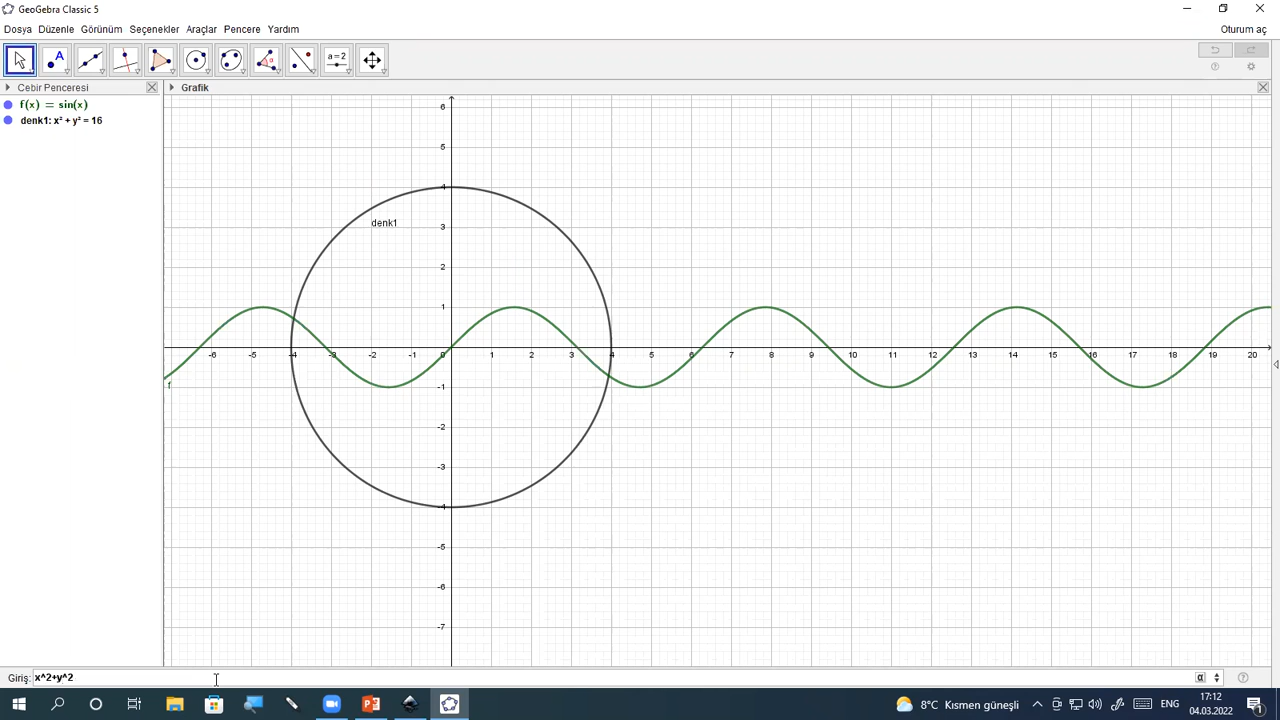 GeoGebra Classic 5
Dosya Düzenle Görünüm Seçenekler Araçlar Pencere Yardım
Oturum aç
A
a=2
Cebir Penceresi
Grafik
f(x) = sin(x)
denk1: x² + y² = 16
6
5
4
denk1
3
2
1
-6 -5 -4 -3 -2 -1 0 1 2 3 4 5 6 7 8 9 10 11 12 13 14 15 16 17 18 19 20
f
-1
-2
-3
-4
-5
-6
-7
Giriş: x^2+y^2
α
8°C Kısmen güneşli
ENG
17:12
04.03.2022
1